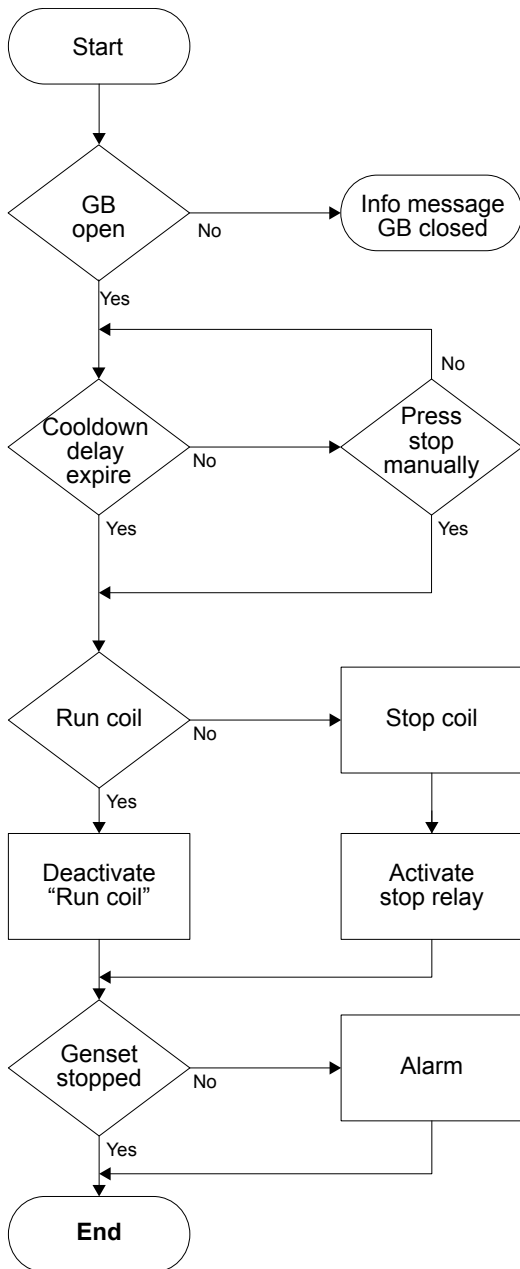 Start
GB
open
No
Info message
GB closed
Yes
No
Cooldown
delay
expire
No
Press
stop
manually
Yes
Yes
Run coil
No
Stop coil
Yes
Deactivate
“Run coil”
Activate
stop relay
Genset
stopped
No
Alarm
Yes
End